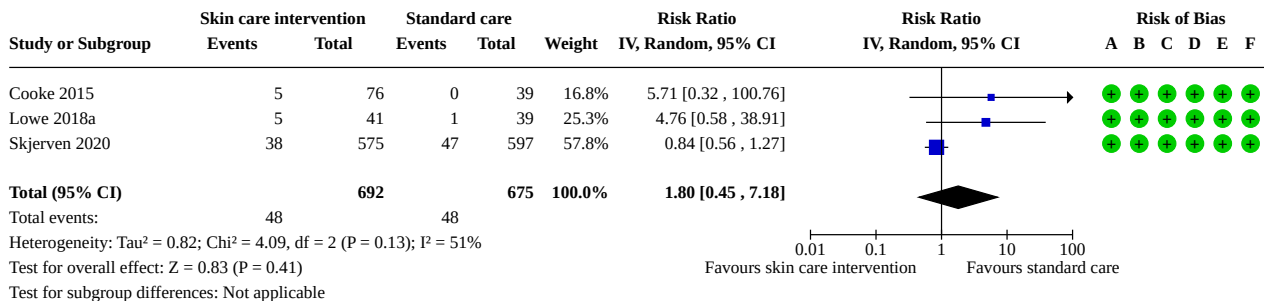 Skin care intervention Standard care Risk Ratio Risk Ratio Risk of Bias
Study or Subgroup Events Total Events Total Weight IV, Random, 95% CI IV, Random, 95% CI A B C D E F
Cooke 2015 5 76 0 39 16.8% 5.71 [0.32 , 100.76] + + + + + +
Lowe 2018a 5 41 1 39 25.3% 4.76 [0.58 , 38.91] + + + + + +
Skjerven 2020 38 575 47 597 57.8% 0.84 [0.56 , 1.27] + + + + + +
Total (95% CI) 692 675 100.0% 1.80 [0.45 , 7.18]
Total events: 48 48
Heterogeneity: Tau² = 0.82; Chi² = 4.09, df = 2 (P = 0.13); I² = 51%
0.01 0.1 1 10 100
Test for overall effect: Z = 0.83 (P = 0.41) Favours skin care intervention Favours standard care
Test for subgroup differences: Not applicable